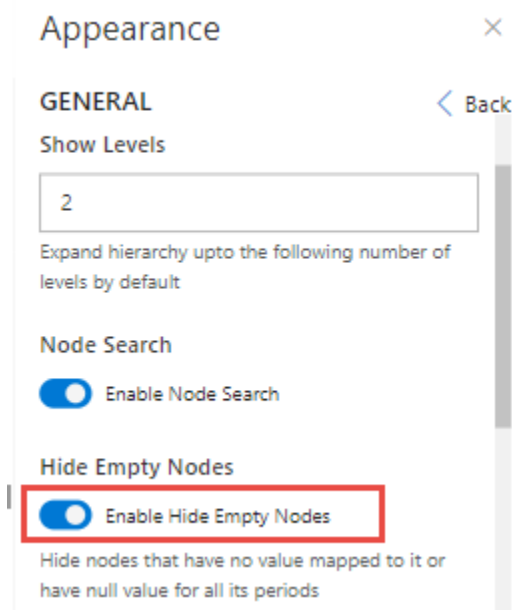 Appearance
GENERAL
Back
Show Levels
2
Expand hierarchy upto the following number of
levels by default
Node Search
Enable Node Search
Hide Empty Nodes
Enable Hide Empty Nodes
Hide nodes that have no value mapped to it or
have null value for all its periods